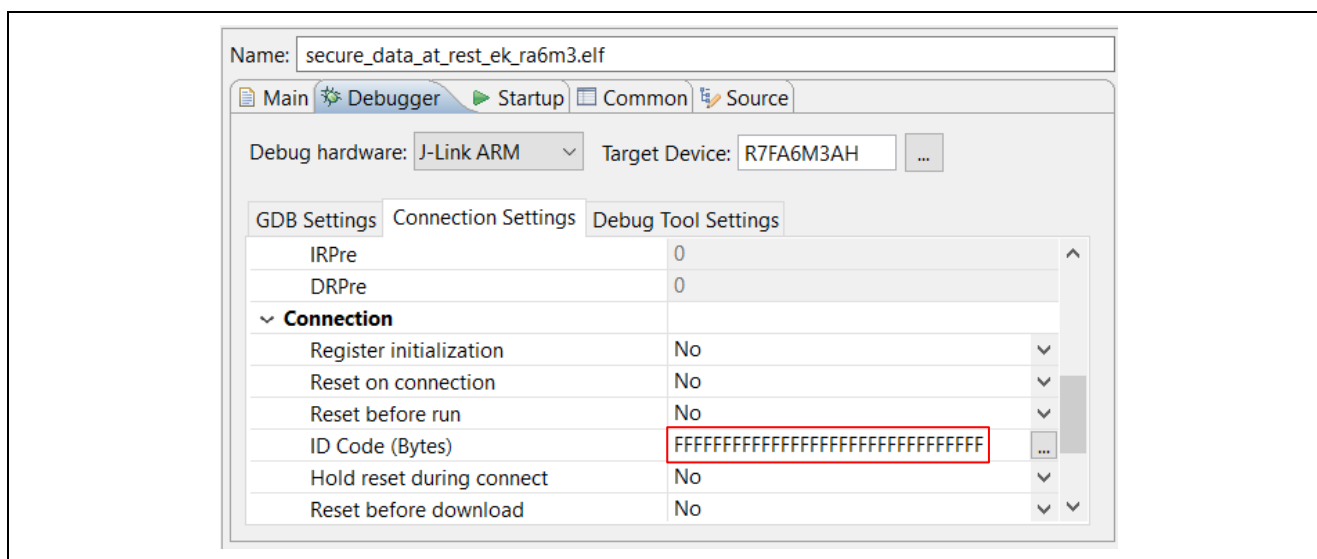 Name: secure_data_at_rest_ek_ra6m3.elf
Main Debugger Startup Common Source
Debug hardware: J-Link ARM Target Device: R7FA6M3AH ...
GDB Settings Connection Settings Debug Tool Settings
IRPre 0
DRPre 0
Connection
Register initialization No
Reset on connection No
Reset before run No
ID Code (Bytes) FFFFFFFFFFFFFFFFFFFFFFFFFFFFFFFF ...
Hold reset during connect No
Reset before download No